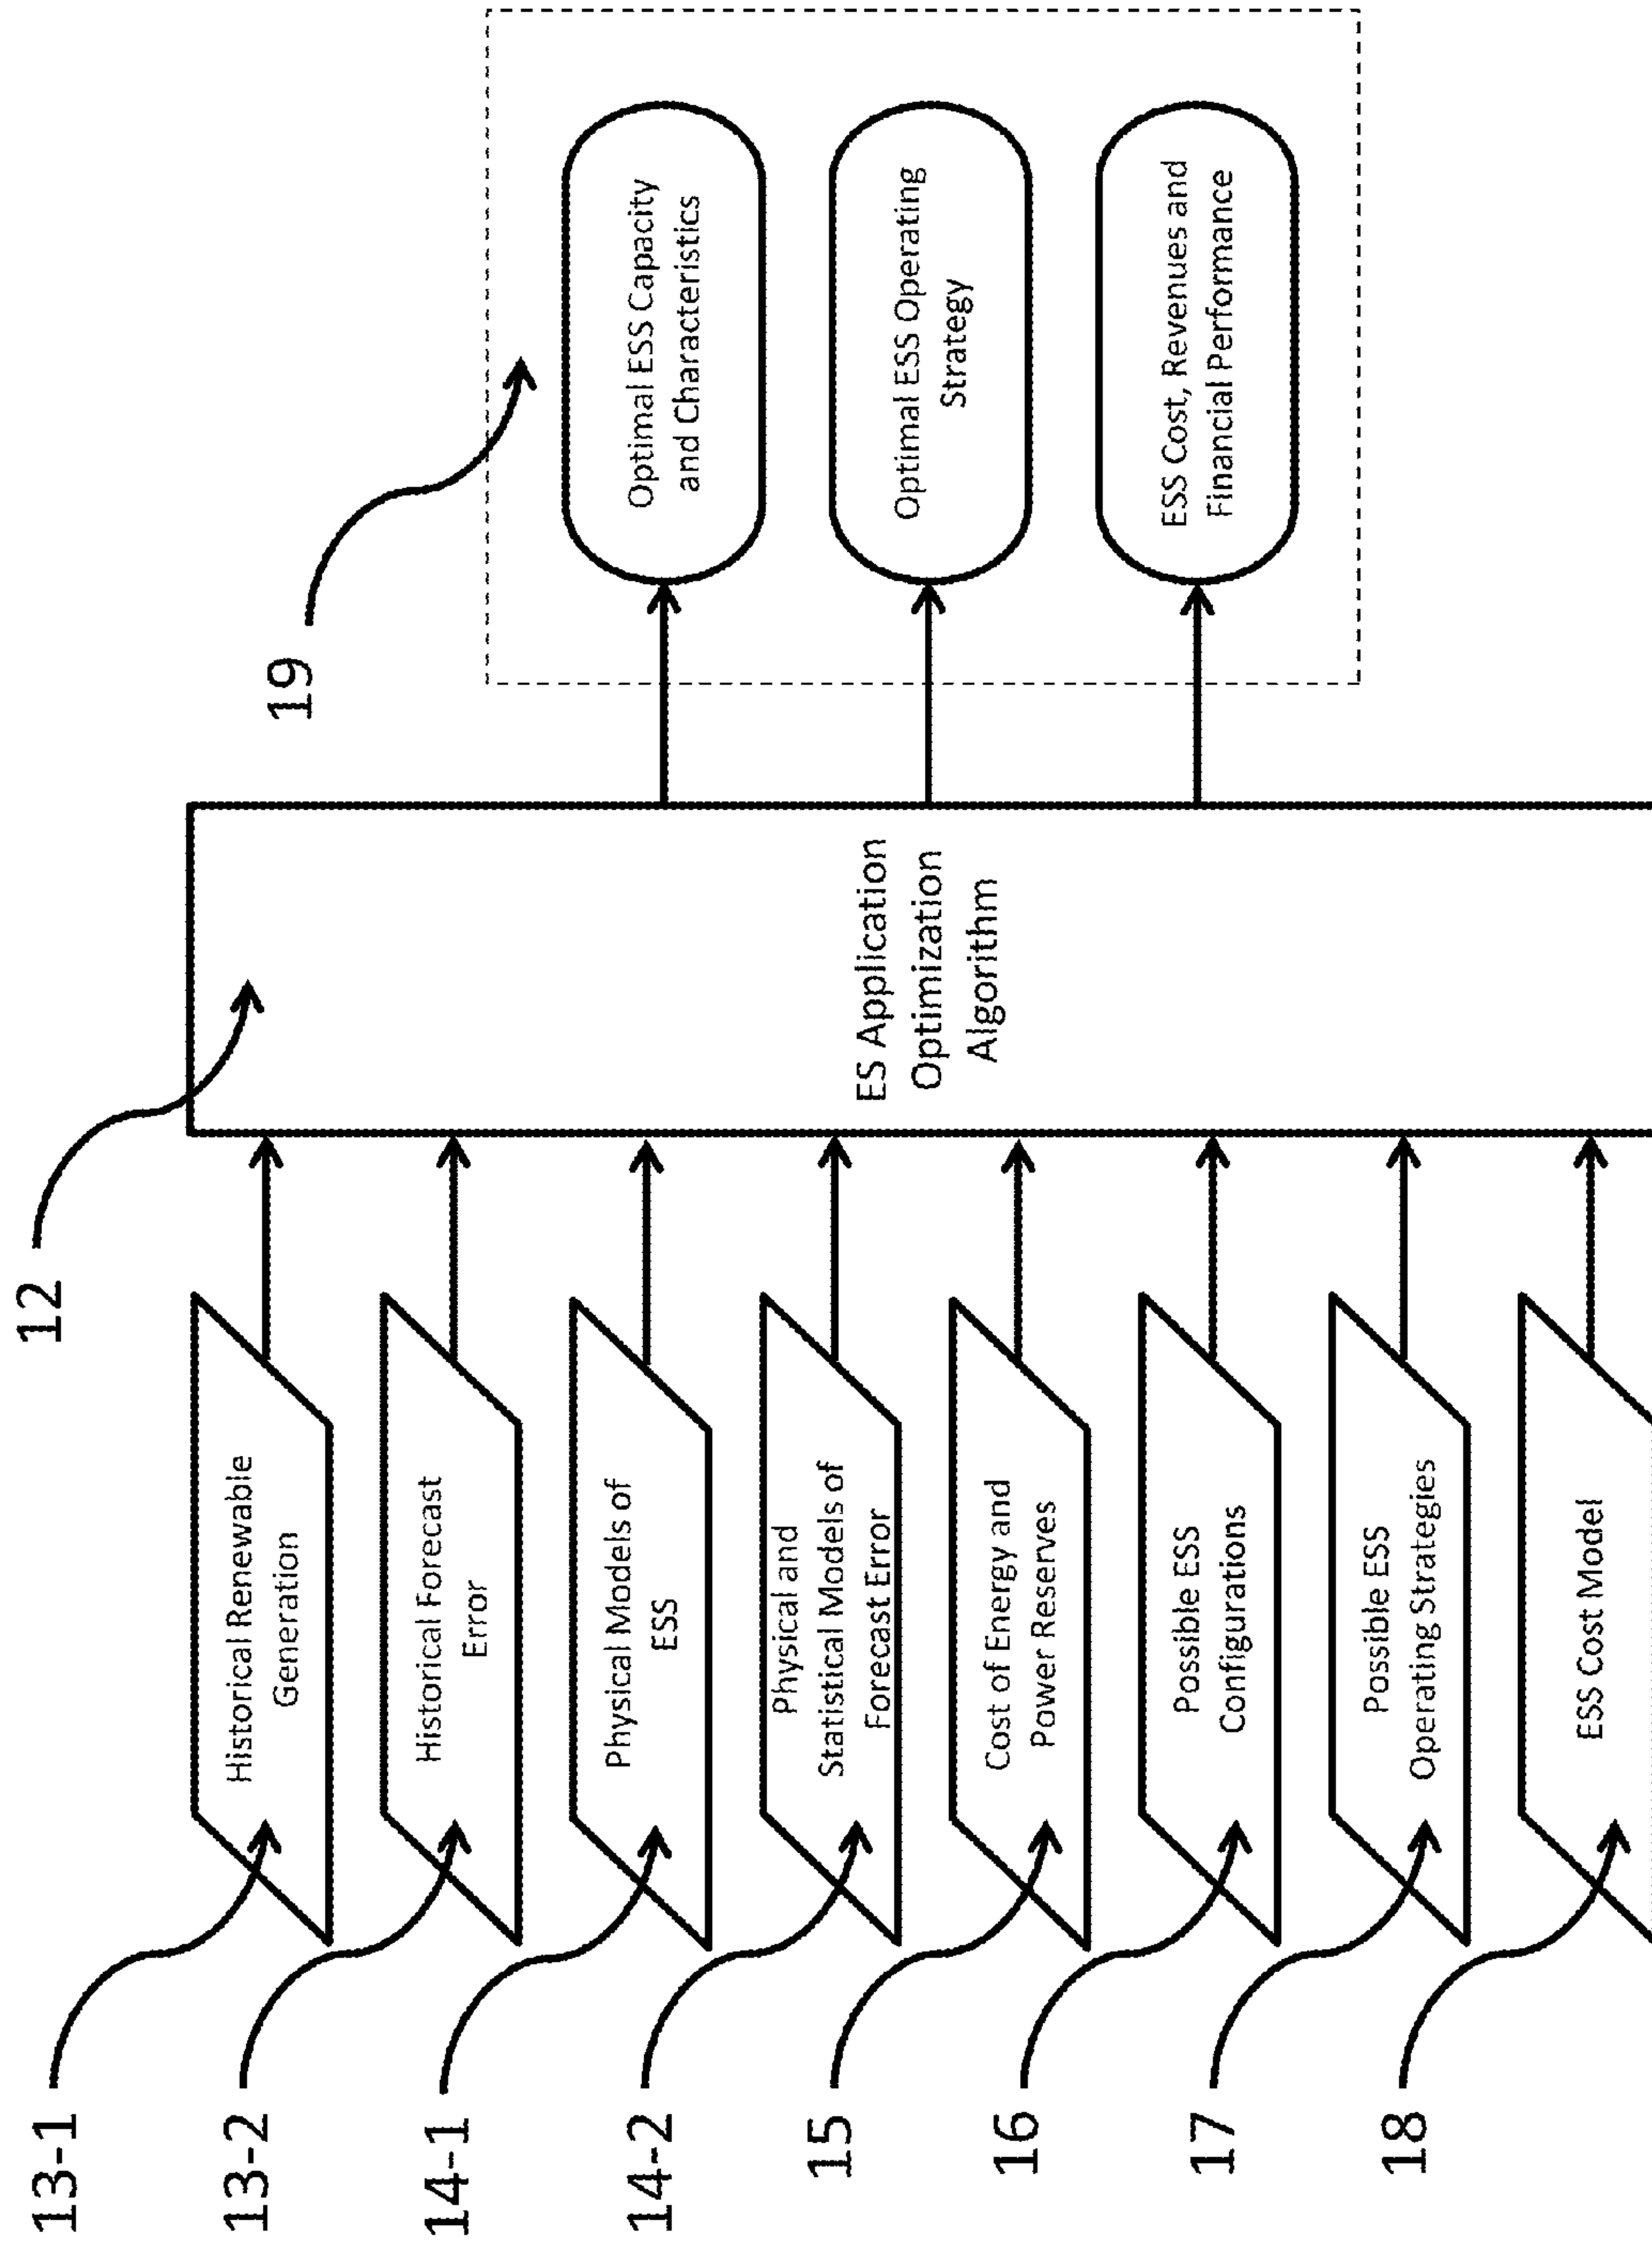 13-1
Historical Renewable
Generation
13-2
Historical Forecast
Error
14-1
Physical Models of
ESS
14-2
Physical and
Statistical Models of
Forecast Error
15
Cost of Energy and
Power Reserves
16
Possible ESS
Configurations
17
Possible ESS
Operating Strategies
18
ESS Cost Model
12
ES Application
Optimization
Algorithm
19
Optimal ESS Capacity
and Characteristics
Optimal ESS Operating
Strategy
ESS Cost, Revenues and
Financial Performance